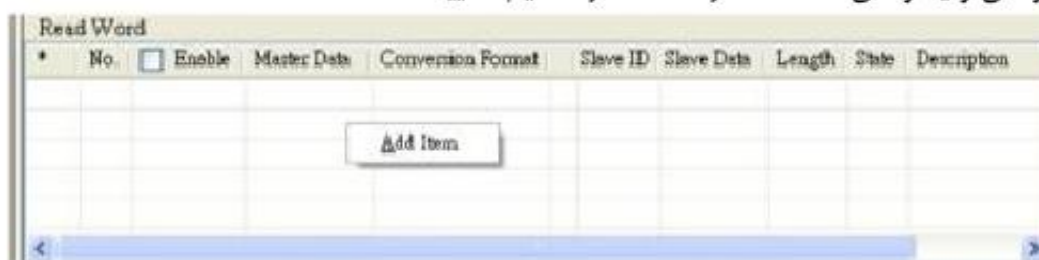 Read Word
* No. Enable Master Data Conversion Format Slave ID Slave Data Length State Description
Add Item